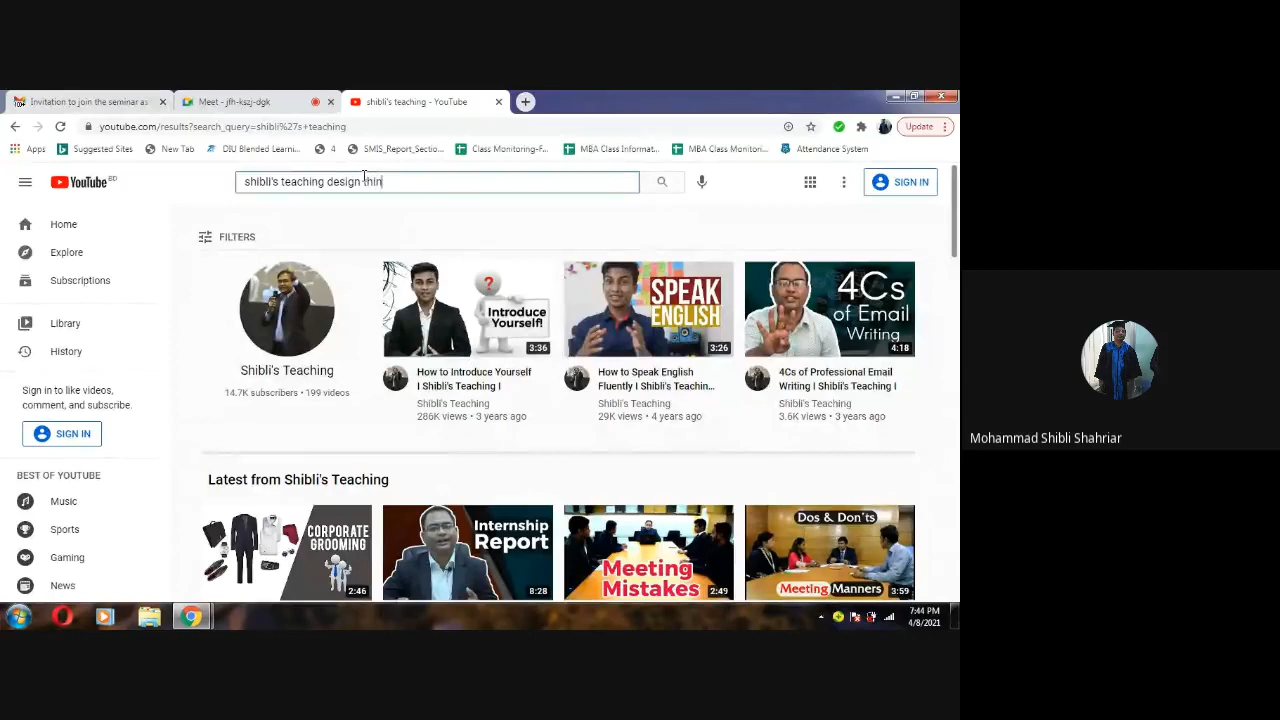 Invitation to join the seminar as
Meet - jfh-kszj-dgk
shibli's teaching - YouTube
youtube.com/results?search_query=shibli%27s+teaching
Update
Apps
Suggested Sites
New Tab
DIU Blended Learni...
4
SMIS_Report_Sectio...
Class Monitoring-F...
MBA Class Informat...
MBA Class Monitori...
Attendance System
YouTube BD
shibli's teaching design thin
SIGN IN
Home
Explore
Subscriptions
Library
History
Sign in to like videos,
comment, and subscribe.
SIGN IN
BEST OF YOUTUBE
Music
Sports
Gaming
News
FILTERS
Shibli's Teaching
14.7K subscribers • 199 videos
?
Introduce
Yourself!
3:36
How to Introduce Yourself
I Shibli's Teaching I
Shibli's Teaching
286K views • 3 years ago
SPEAK
ENGLISH
3:26
How to Speak English
Fluently I Shibli's Teachin...
Shibli's Teaching
29K views • 4 years ago
4Cs
of Email
Writing
4:18
4Cs of Professional Email
Writing I Shibli's Teaching I
Shibli's Teaching
3.6K views • 3 years ago
Latest from Shibli's Teaching
CORPORATE
GROOMING
2:46
Internship
Report
8:28
Meeting
Mistakes
2:49
Dos & Don'ts
Meeting Manners
3:59
7:44 PM
4/8/2021
Mohammad Shibli Shahriar